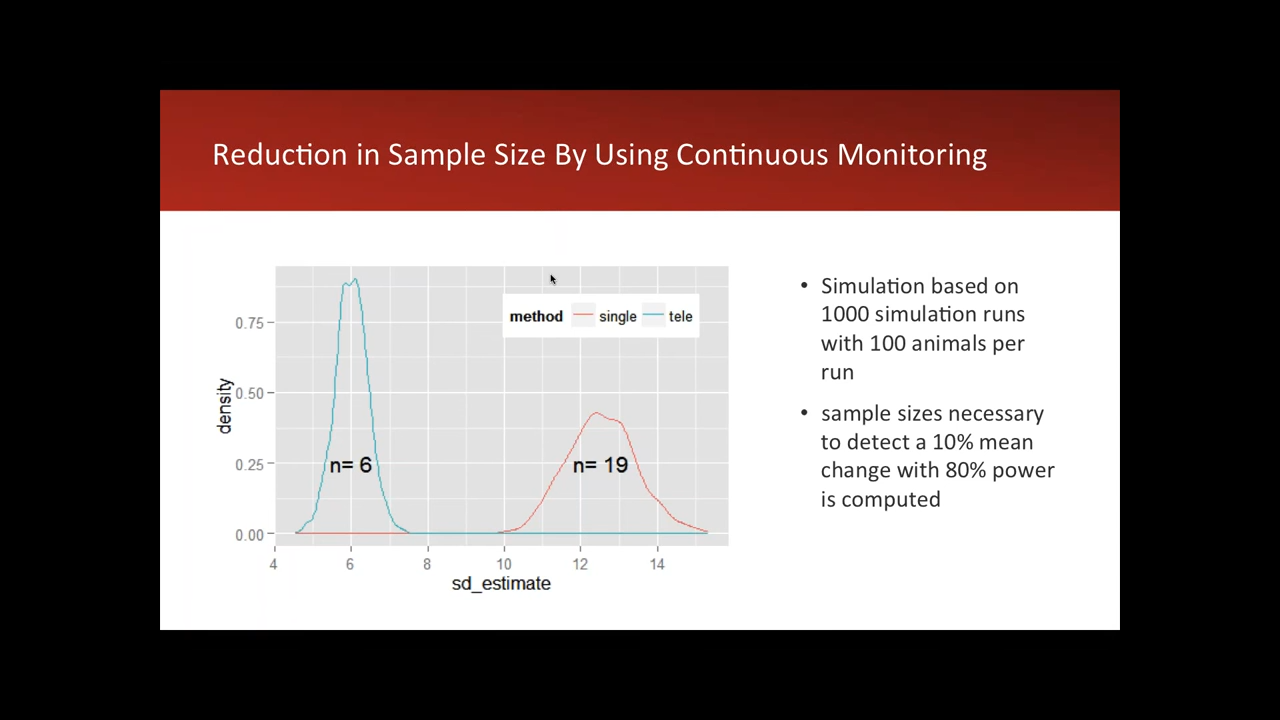 Reduction in Sample Size By Using Continuous Monitoring
density
0.75
0.50
0.25
0.00
method single tele
n= 6
n= 19
4 6 8 10 12 14
sd_estimate
• Simulation based on
1000 simulation runs
with 100 animals per
run
• sample sizes necessary
to detect a 10% mean
change with 80% power
is computed